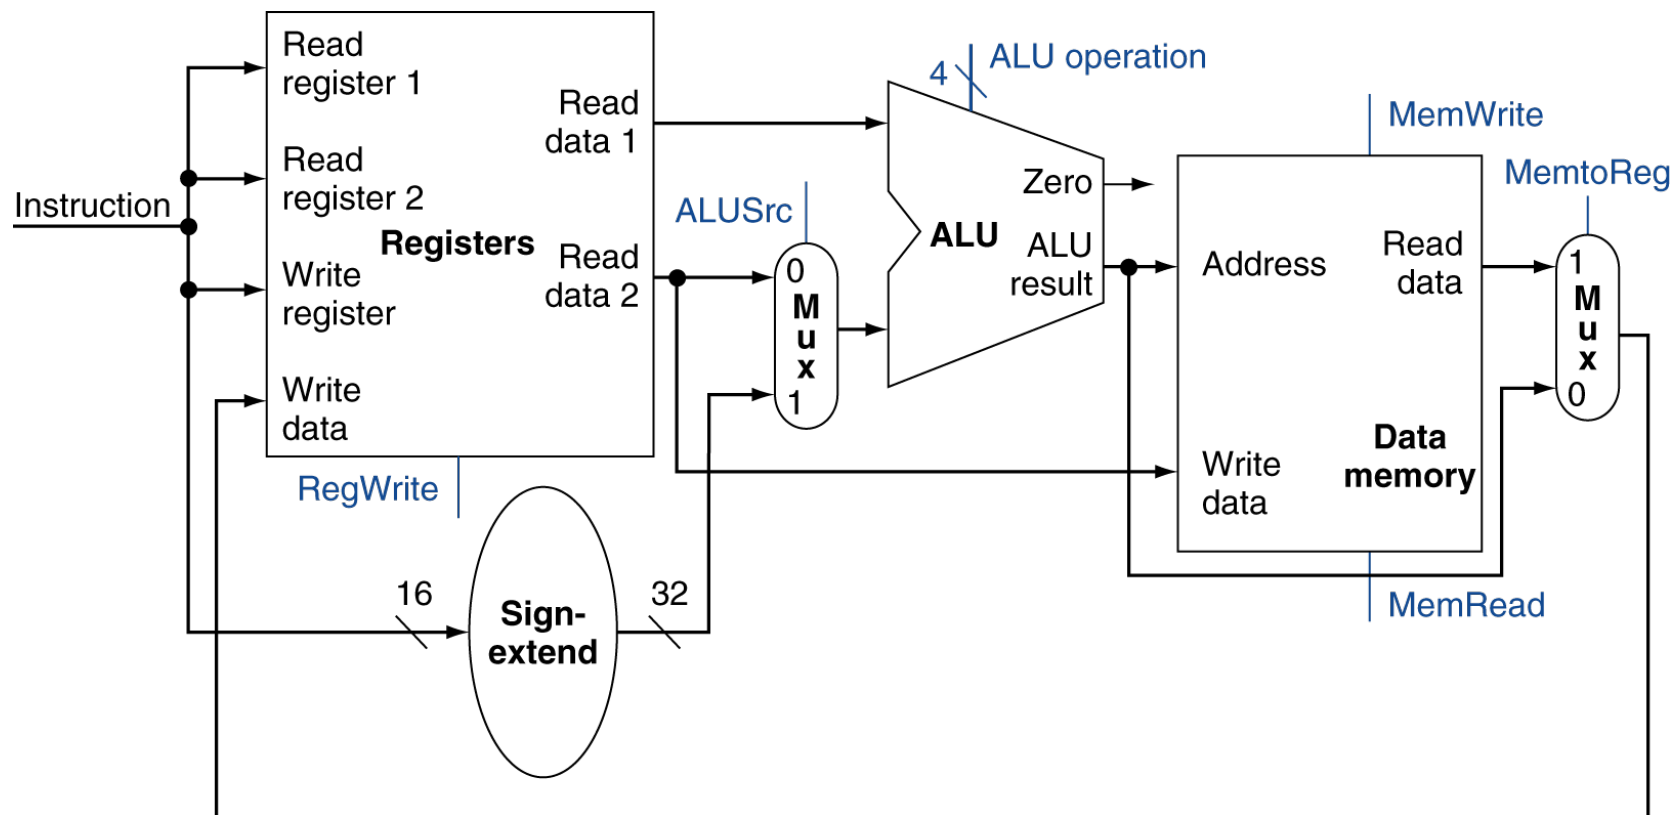 Instruction
Read
register 1
Read
register 2
Registers
Write
register
Write
data
Read
data 1
Read
data 2
RegWrite
16
Sign-
extend
32
ALUSrc
0
M
u
x
1
4
ALU operation
Zero
ALU
ALU
result
MemWrite
Address
Read
data
Write
data
Data
memory
MemRead
MemtoReg
1
M
u
x
0